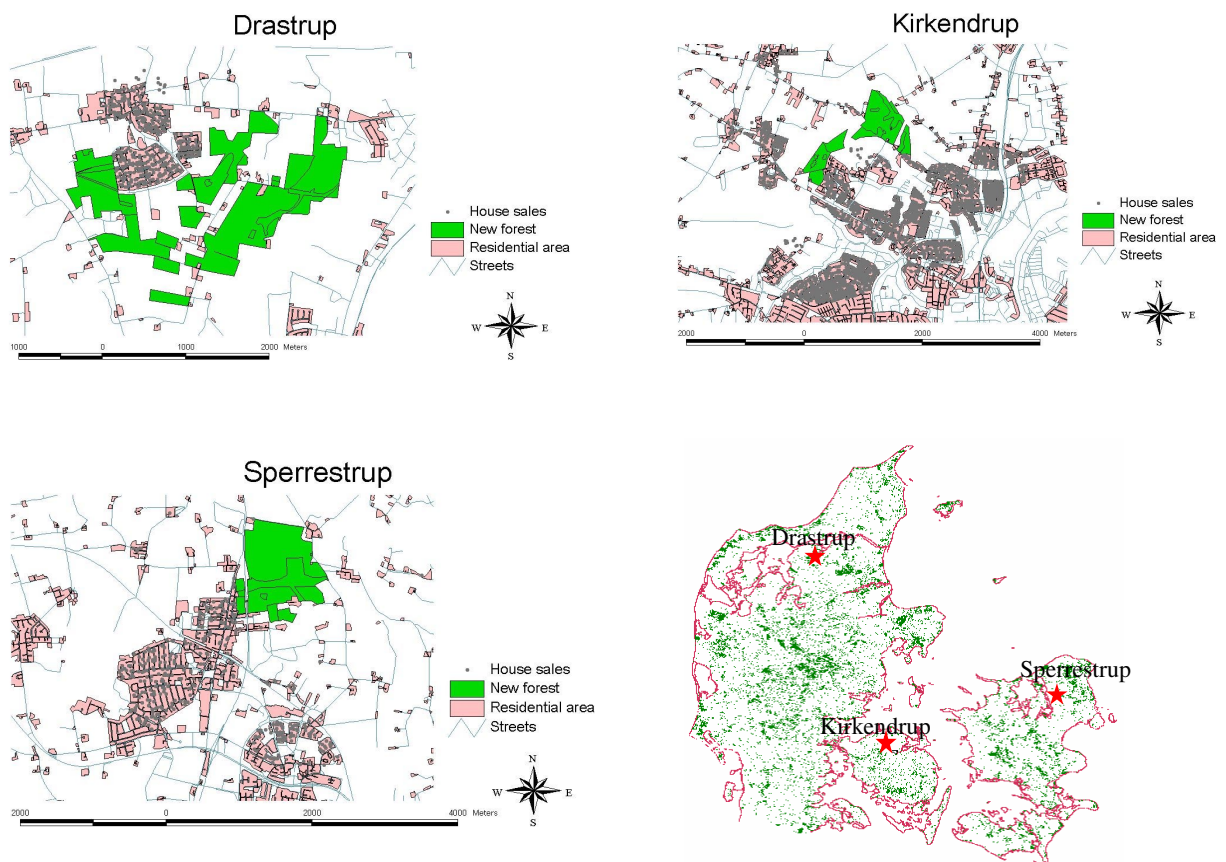 Drastrup
House sales
New forest
Residential area
Streets
N
W E
S
1000 0 1000 2000 Meters
Kirkendrup
House sales
New forest
Residential area
Streets
N
W E
S
2000 0 2000 4000 Meters
Sperrestrup
House sales
New forest
Residential area
Streets
N
W E
S
2000 0 2000 4000 Meters
Drastrup
Sperrestrup
Kirkendrup